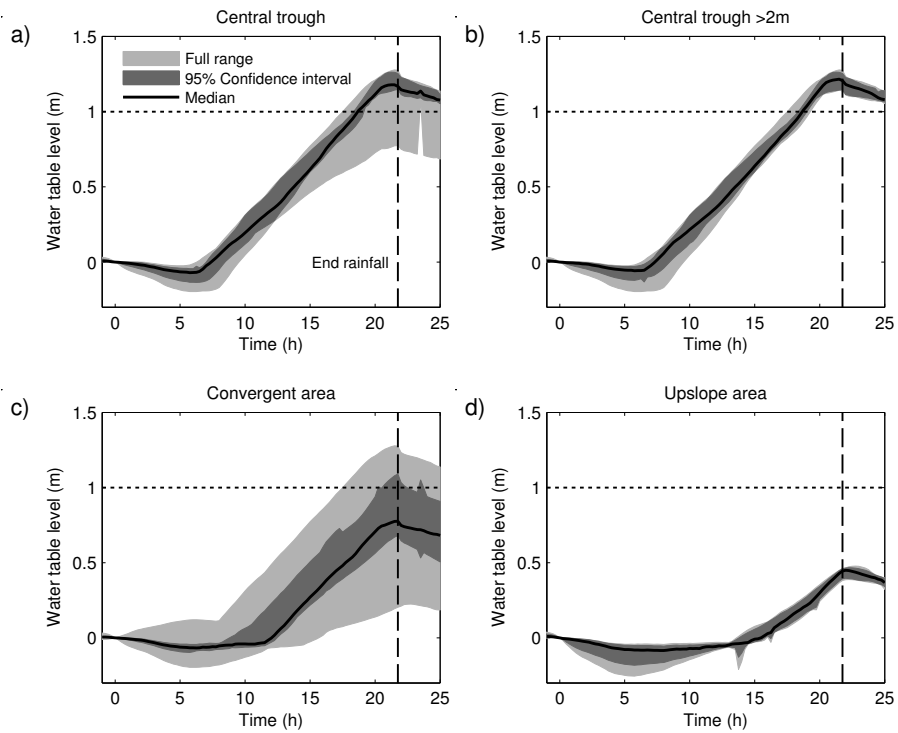 Central trough
a)
1.5
1
0.5
0
Water table level (m)
Full range
95% Confidence interval
Median
End rainfall
0 5 10 15 20 25
Time (h)
Central trough >2m
b)
1.5
1
0.5
0
Water table level (m)
0 5 10 15 20 25
Time (h)
Convergent area
c)
1.5
1
0.5
0
Water table level (m)
0 5 10 15 20 25
Time (h)
Upslope area
d)
1.5
1
0.5
0
Water table level (m)
0 5 10 15 20 25
Time (h)